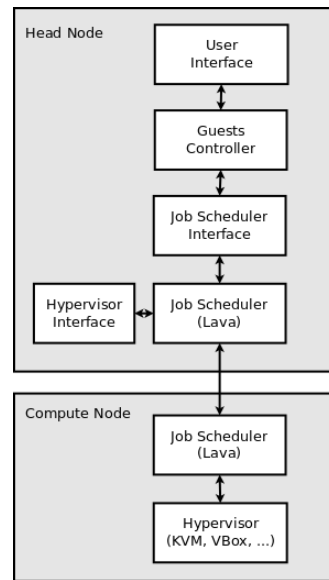 Head Node
User
Interface
Guests
Controller
Job Scheduler
Interface
Hypervisor
Interface
Job Scheduler
(Lava)
Compute Node
Job Scheduler
(Lava)
Hypervisor
(KVM, VBox, ...)